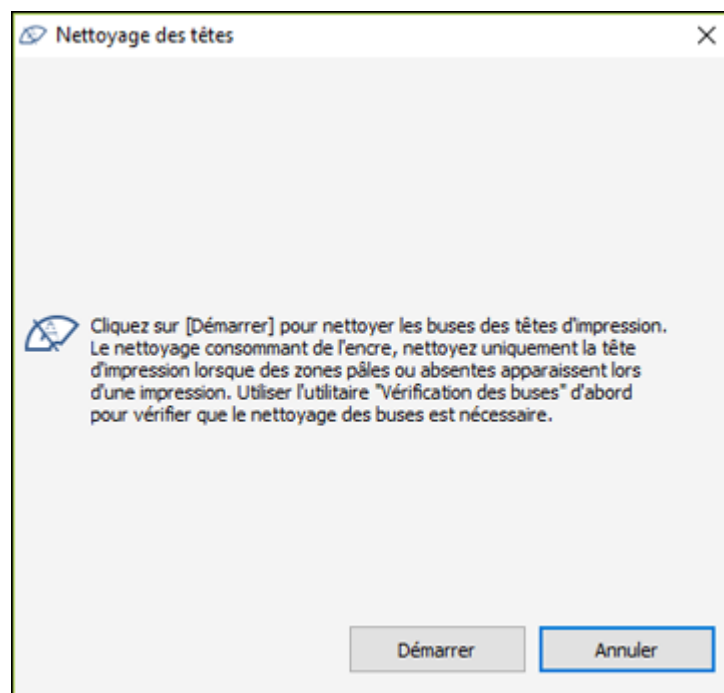 Nettoyage des têtes
Cliquez sur [Démarrer] pour nettoyer les buses des têtes d'impression.
Le nettoyage consommant de l'encre, nettoyez uniquement la tête
d'impression lorsque des zones pâles ou absentes apparaissent lors
d'une impression. Utiliser l'utilitaire "Vérification des buses" d'abord
pour vérifier que le nettoyage des buses est nécessaire.
Démarrer
Annuler